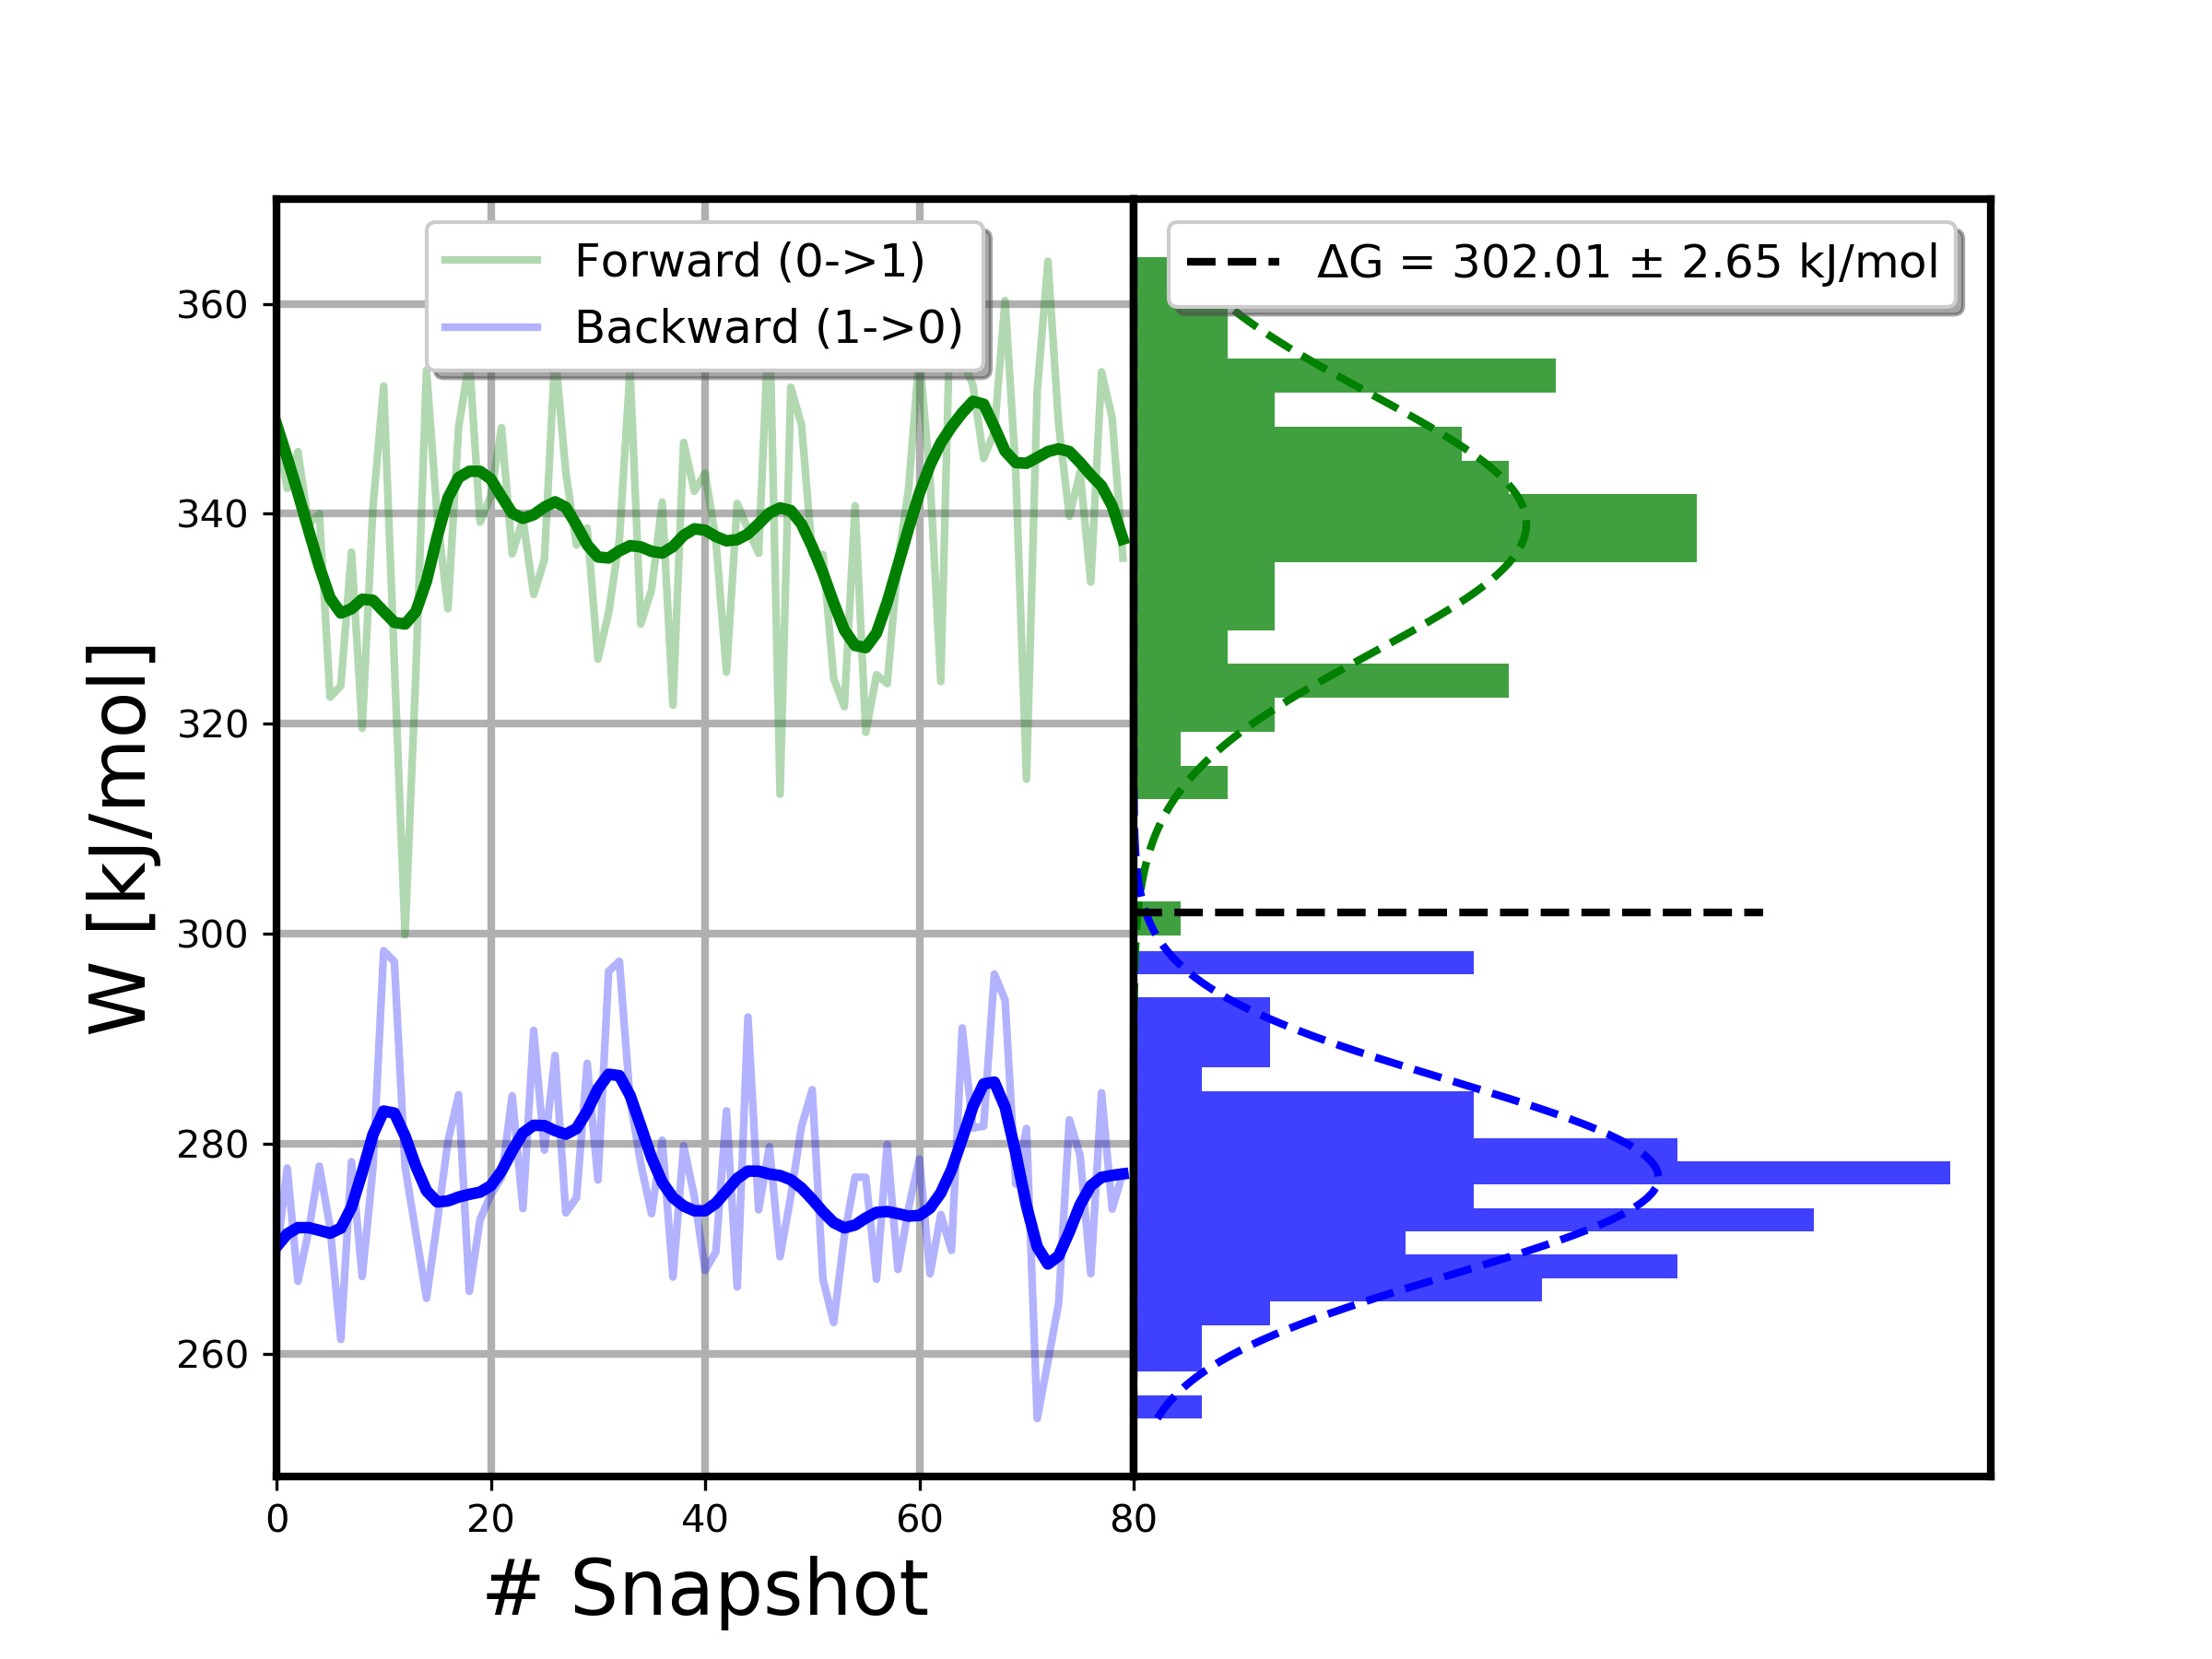 Forward (0->1)
Backward (1->0)
ΔG = 302.01 ± 2.65 kJ/mol
360
340
320
300
280
260
W [kJ/mol]
0 20 40 60 80
# Snapshot